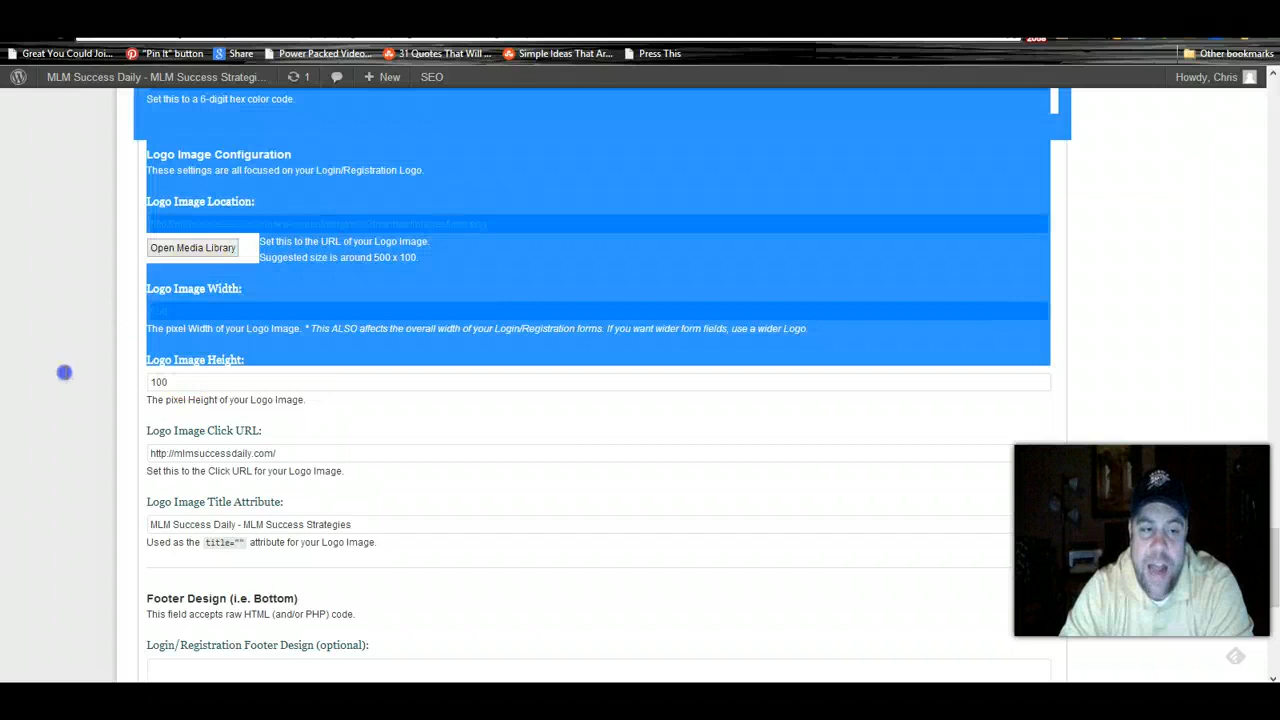 Great You Could Joi... "Pin It" button Share Power Packed Video... 31 Quotes That Will ... Simple Ideas That Ar... Press This Other bookmarks
MLM Success Daily - MLM Success Strategi... 1 New SEO Howdy, Chris
Set this to a 6-digit hex color code.
Logo Image Configuration
These settings are all focused on your Login/Registration Logo.
Logo Image Location:
Open Media Library Set this to the URL of your Logo Image.
Suggested size is around 500 x 100.
Logo Image Width:
The pixel Width of your Logo Image. * This ALSO affects the overall width of your Login/Registration forms. If you want wider form fields, use a wider Logo.
Logo Image Height:
100
The pixel Height of your Logo Image.
Logo Image Click URL:
http://mlmsuccessdaily.com/
Set this to the Click URL for your Logo Image.
Logo Image Title Attribute:
MLM Success Daily - MLM Success Strategies
Used as the title="" attribute for your Logo Image.
Footer Design (i.e. Bottom)
This field accepts raw HTML (and/or PHP) code.
Login/Registration Footer Design (optional):